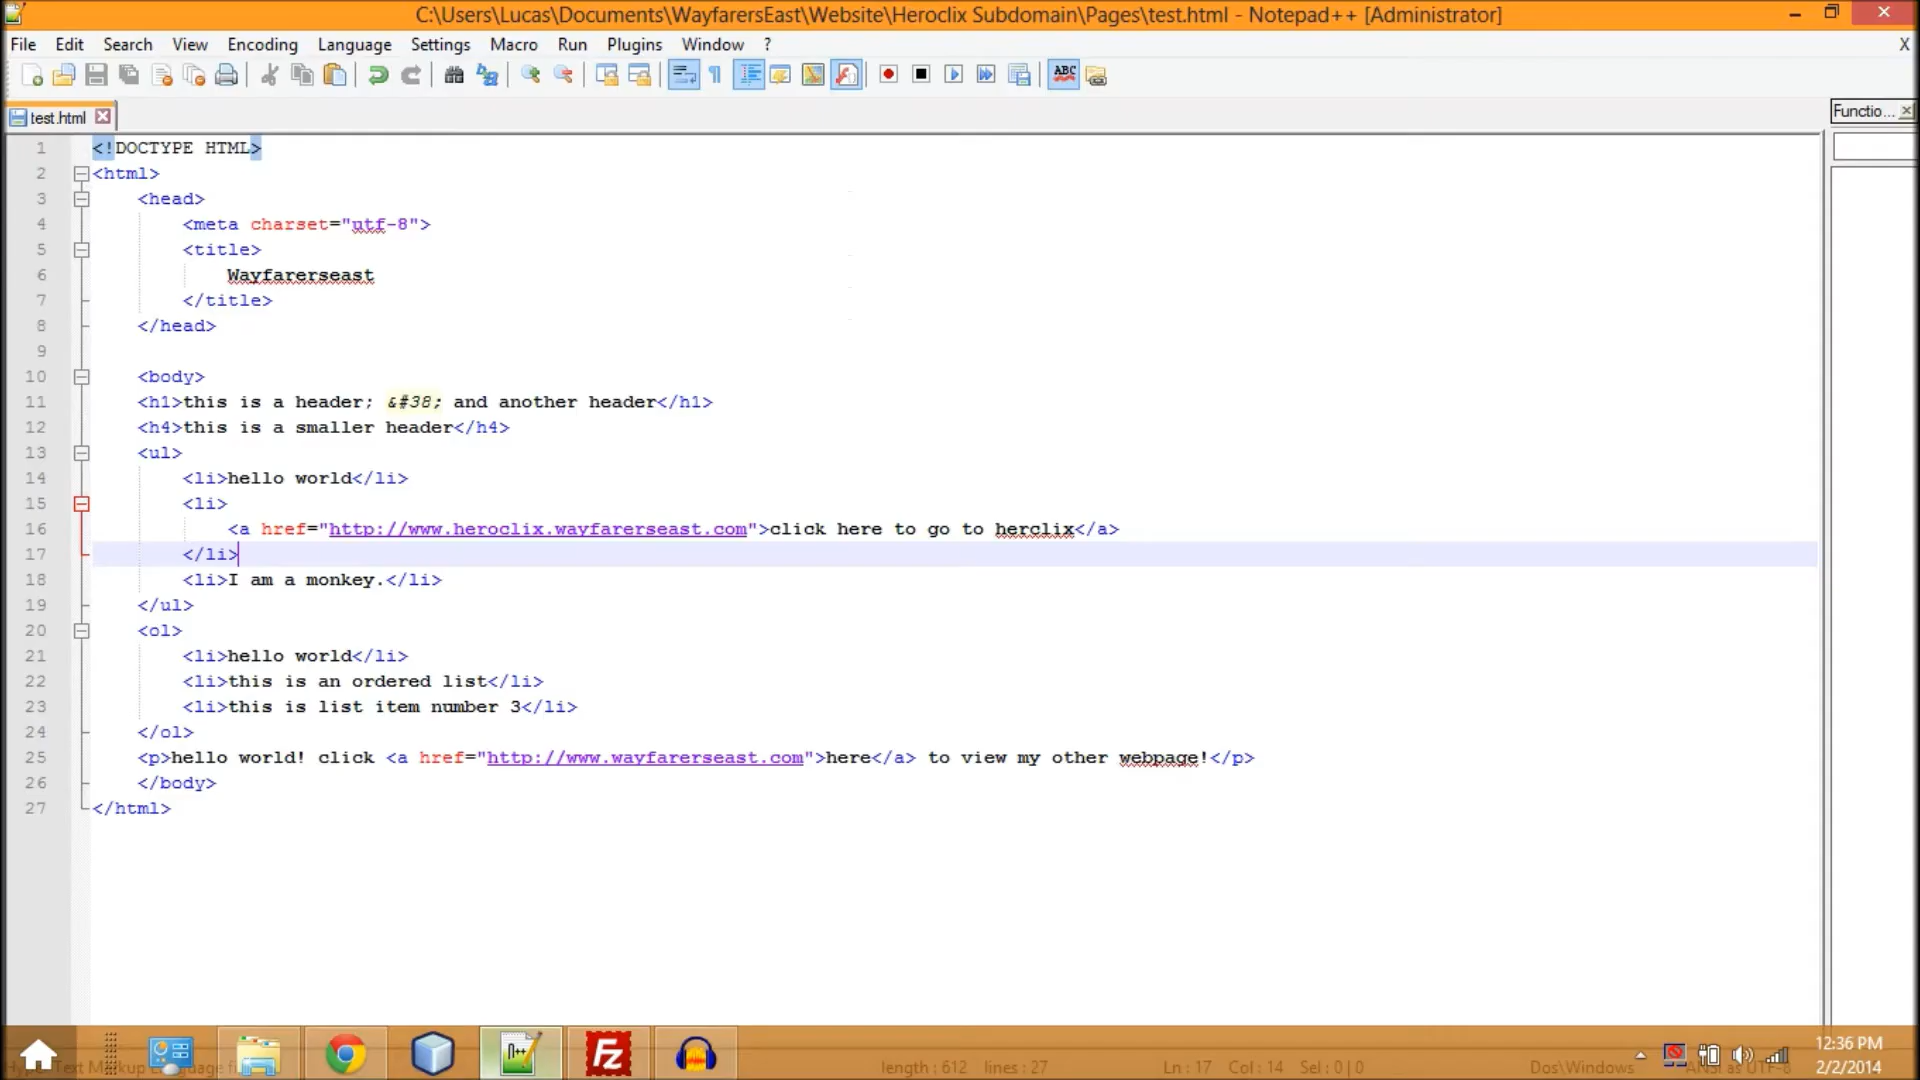 C:\Users\Lucas\Documents\WayfarersEast\Website\Heroclix Subdomain\Pages\test.html - Notepad++ [Administrator]
File Edit Search View Encoding Language Settings Macro Run Plugins Window ? X
ABC
test.html
Functio...
1 <!DOCTYPE HTML>
2 <html>
3 <head>
4 <meta charset="utf-8">
5 <title>
6 Wayfarerseast
7 </title>
8 </head>
9
10 <body>
11 <h1>this is a header; &#38; and another header</h1>
12 <h4>this is a smaller header</h4>
13 <ul>
14 <li>hello world</li>
15 <li>
16 <a href="http://www.heroclix.wayfarerseast.com">click here to go to herclix</a>
17 </li>
18 <li>I am a monkey.</li>
19 </ul>
20 <ol>
21 <li>hello world</li>
22 <li>this is an ordered list</li>
23 <li>this is list item number 3</li>
24 </ol>
25 <p>hello world! click <a href="http://www.wayfarerseast.com">here</a> to view my other webpage!</p>
26 </body>
27 </html>
length : 612 lines : 27 Ln : 17 Col : 14 Sel : 0 | 0 Dos\Windows ANSI as UTF-8
12:36 PM
2/2/2014